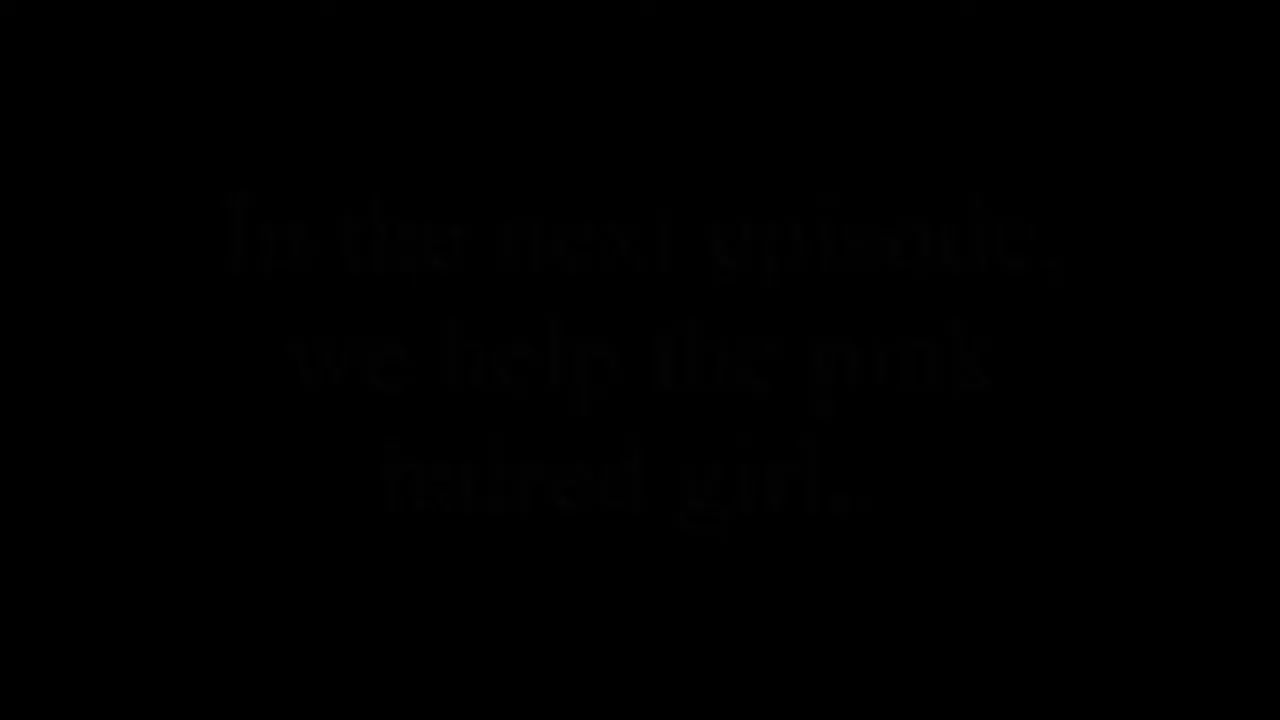 In the next episode,
we help the pink
haired girl...